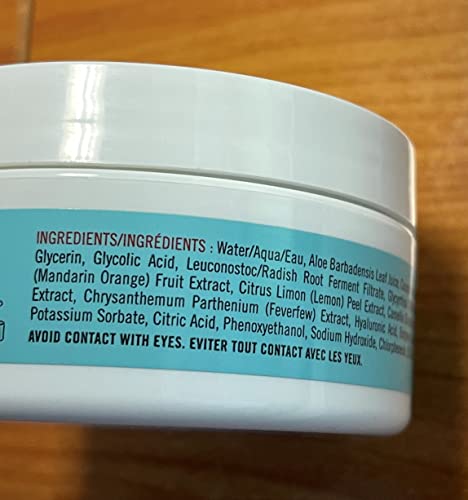 INGREDIENTS/INGRÉDIENTS : Water/Aqua/Eau, Aloe Barbadensis Leaf Juice,
Glycerin, Glycolic Acid, Leuconostoc/Radish Root Ferment Filtrate,
(Mandarin Orange) Fruit Extract, Citrus Limon (Lemon) Peel Extract, Camellia
Extract, Chrysanthemum Parthenium (Feverfew) Extract, Hyaluronic Acid,
Potassium Sorbate, Citric Acid, Phenoxyethanol, Sodium Hydroxide,
AVOID CONTACT WITH EYES. EVITER TOUT CONTACT AVEC LES YEUX.